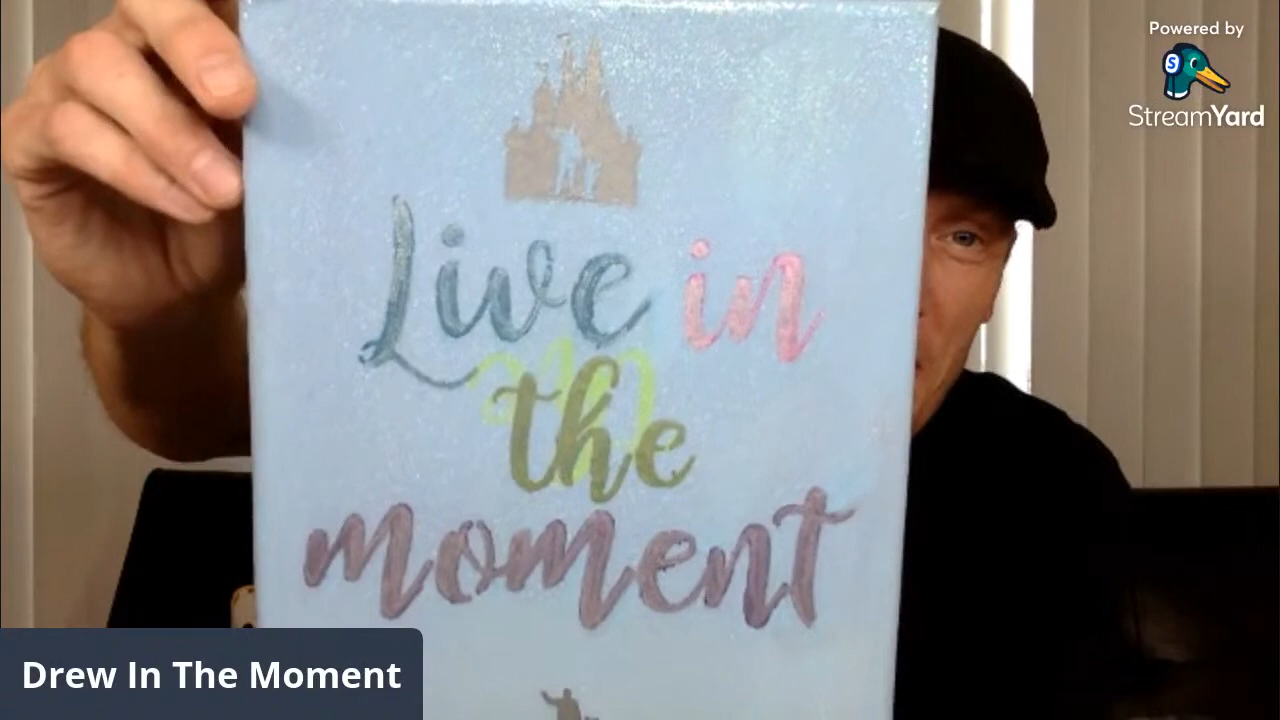 Powered by
StreamYard
Live in
the
moment
Drew In The Moment